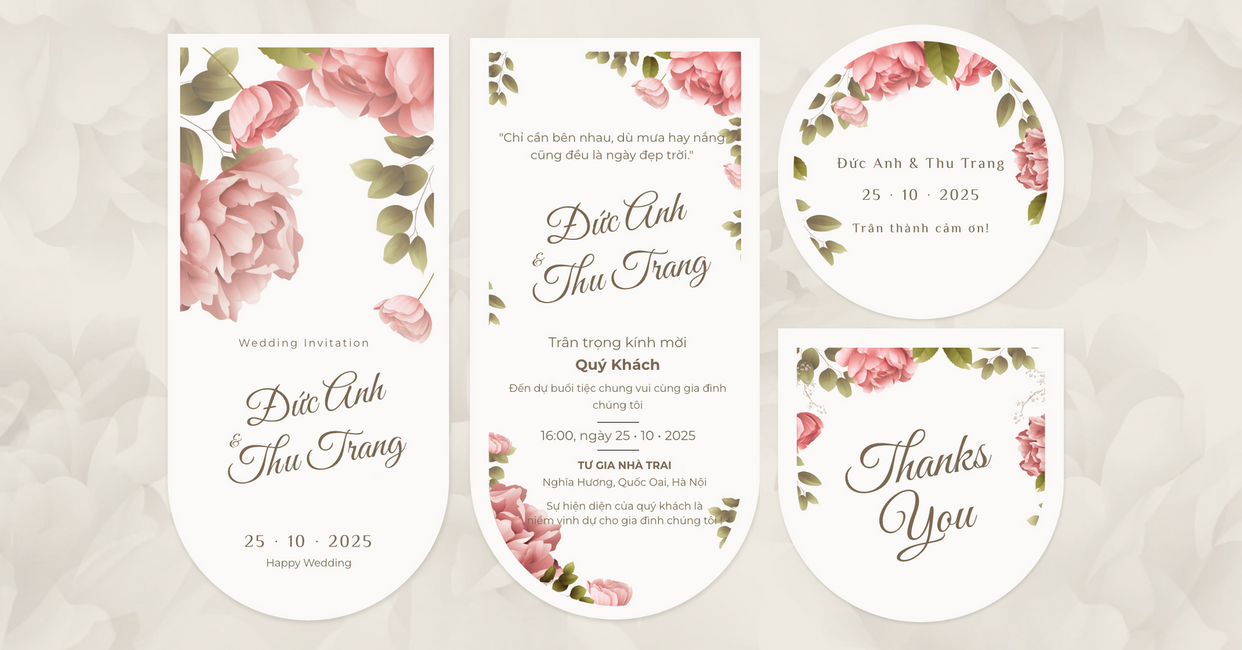 Wedding Invitation
Đức Anh
& Thu Trang
25 · 10 · 2025
Happy Wedding
"Chỉ cần bên nhau, dù mưa hay nắng
cũng đều là ngày đẹp trời."
Đức Anh
& Thu Trang
Trân trọng kính mời
Quý Khách
Đến dự buổi tiệc chung vui cùng gia đình
chúng tôi
16:00, ngày 25 • 10 • 2025
TƯ GIA NHÀ TRAI
Nghĩa Hương, Quốc Oai, Hà Nội
Sự hiện diện của quý khách là
niềm vinh dự cho gia đình chúng tôi
Đức Anh & Thu Trang
25 · 10 · 2025
Trân thành cảm ơn!
Thanks
You